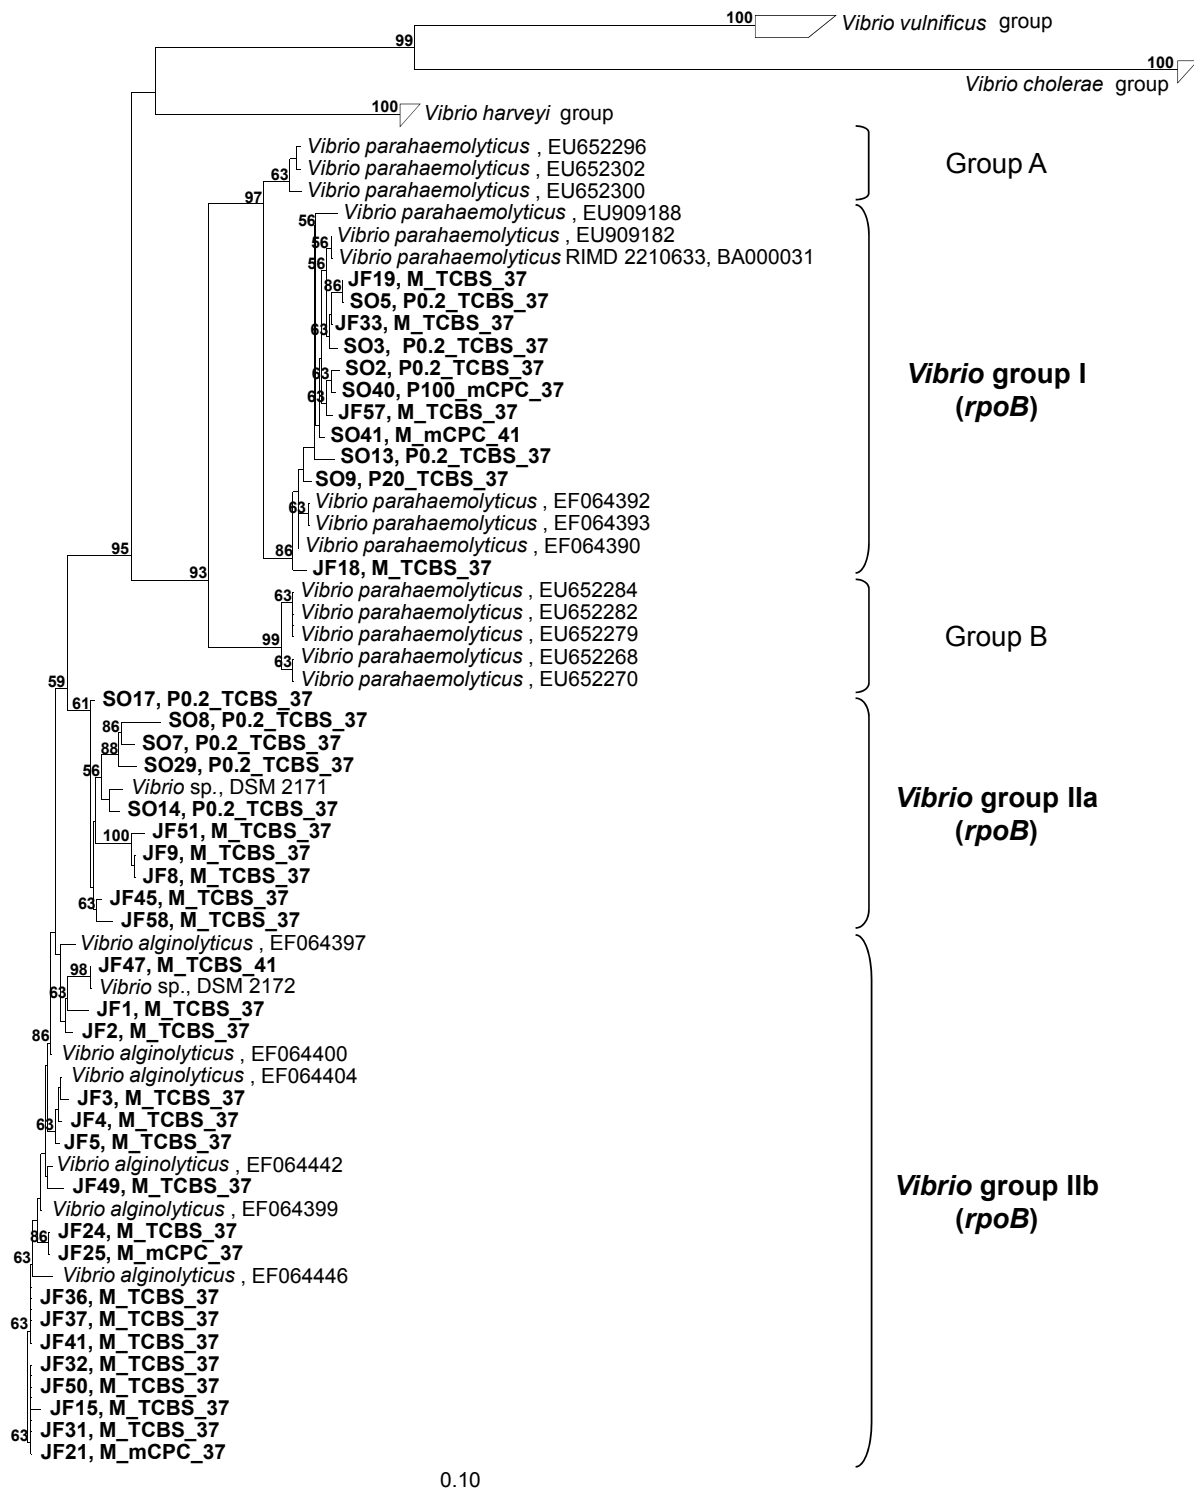 100 Vibrio vulnificus group
99
100
Vibrio cholerae group
100 Vibrio harveyi group
Vibrio parahaemolyticus , EU652296
Vibrio parahaemolyticus , EU652302
63
Vibrio parahaemolyticus , EU652300
Group A
97
Vibrio parahaemolyticus , EU909188
56
Vibrio parahaemolyticus , EU909182
56
Vibrio parahaemolyticus RIMD 2210633, BA000031
56
JF19, M_TCBS_37
86
SO5, P0.2_TCBS_37
JF33, M_TCBS_37
63
SO3, P0.2_TCBS_37
SO2, P0.2_TCBS_37
63
SO40, P100_mCPC_37
63
JF57, M_TCBS_37
SO41, M_mCPC_41
SO13, P0.2_TCBS_37
SO9, P20_TCBS_37
Vibrio parahaemolyticus , EF064392
63
Vibrio parahaemolyticus , EF064393
Vibrio parahaemolyticus , EF064390
86
JF18, M_TCBS_37
Vibrio group I
(rpoB)
95
93
63
Vibrio parahaemolyticus , EU652284
Vibrio parahaemolyticus , EU652282
Vibrio parahaemolyticus , EU652279
99
Vibrio parahaemolyticus , EU652268
63
Vibrio parahaemolyticus , EU652270
Group B
59
61
SO17, P0.2_TCBS_37
SO8, P0.2_TCBS_37
86
SO7, P0.2_TCBS_37
88
SO29, P0.2_TCBS_37
56
Vibrio sp., DSM 2171
SO14, P0.2_TCBS_37
JF51, M_TCBS_37
100
JF9, M_TCBS_37
JF8, M_TCBS_37
JF45, M_TCBS_37
63
JF58, M_TCBS_37
Vibrio group IIa
(rpoB)
Vibrio alginolyticus , EF064397
JF47, M_TCBS_41
98
Vibrio sp., DSM 2172
63
JF1, M_TCBS_37
JF2, M_TCBS_37
86
Vibrio alginolyticus , EF064400
Vibrio alginolyticus , EF064404
JF3, M_TCBS_37
JF4, M_TCBS_37
63
JF5, M_TCBS_37
Vibrio alginolyticus , EF064442
JF49, M_TCBS_37
Vibrio alginolyticus , EF064399
JF24, M_TCBS_37
86
JF25, M_mCPC_37
63
Vibrio alginolyticus , EF064446
JF36, M_TCBS_37
JF37, M_TCBS_37
63
JF41, M_TCBS_37
JF32, M_TCBS_37
JF50, M_TCBS_37
JF15, M_TCBS_37
JF31, M_TCBS_37
63
JF21, M_mCPC_37
Vibrio group IIb
(rpoB)
0.10